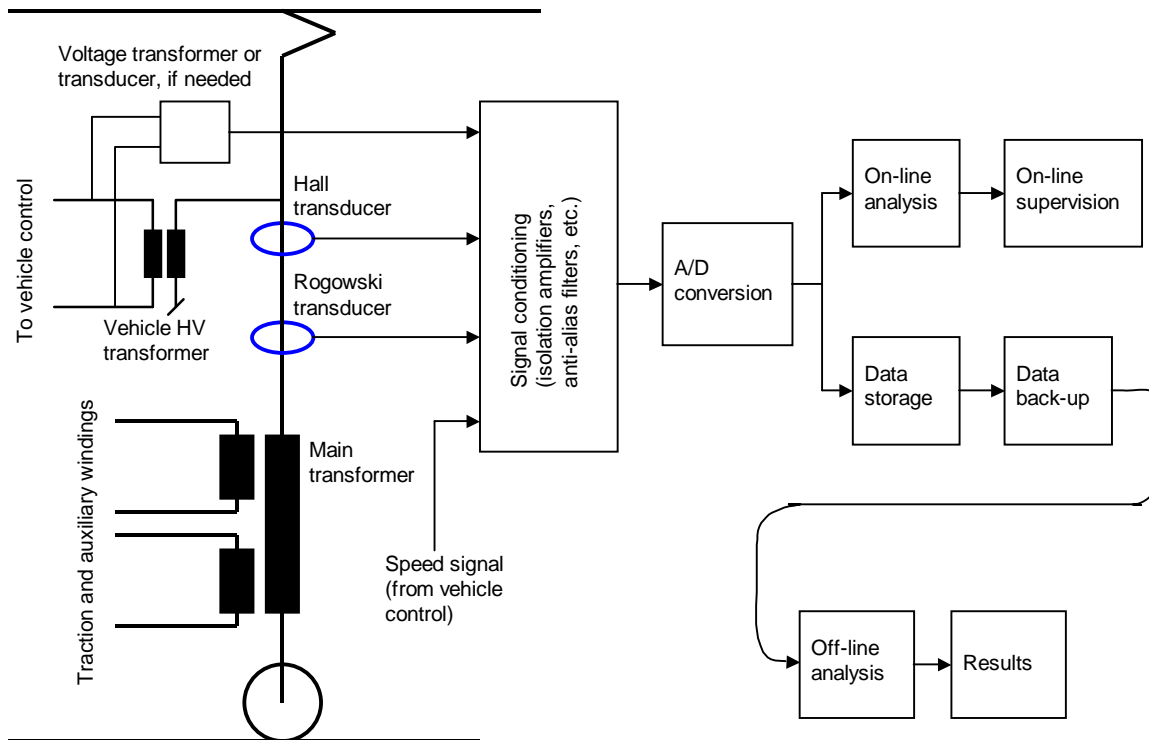 Voltage transformer or
transducer, if needed
Hall
transducer
To vehicle control
Rogowski
transducer
Vehicle HV
transformer
Traction and auxiliary windings
Main
transformer
Speed signal
(from vehicle
control)
Signal conditioning
(isolation amplifiers,
anti-alias filters, etc.)
A/D
conversion
On-line
analysis
On-line
supervision
Data
storage
Data
back-up
Off-line
analysis
Results